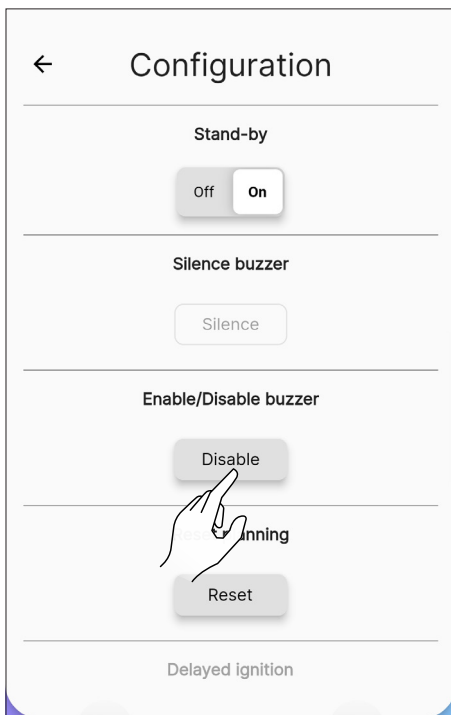 Configuration
Stand-by
Off On
Silence buzzer
Silence
Enable/Disable buzzer
Disable
Reset
Delayed ignition